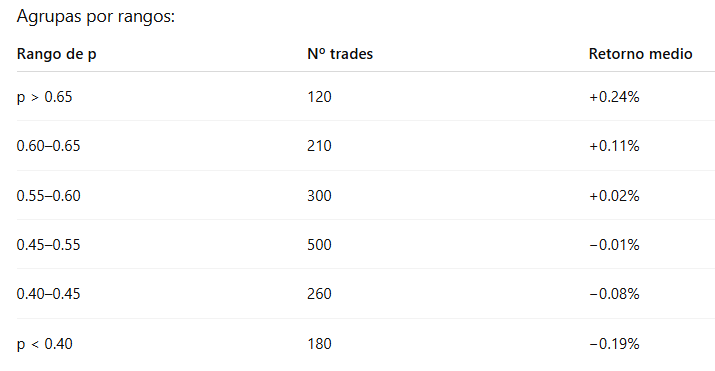 Agrupas por rangos:
Rango de p Nº trades Retorno medio
p > 0.65 120 +0.24%
0.60–0.65 210 +0.11%
0.55–0.60 300 +0.02%
0.45–0.55 500 −0.01%
0.40–0.45 260 −0.08%
p < 0.40 180 −0.19%